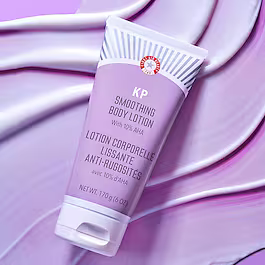 KP
SMOOTHING
BODY LOTION
With 10% AHA
LOTION CORPORELLE
LISSANTE
ANTI-RUGOSITÉS
avec 10% d'AHA
NET WT. 170 g (6 OZ)